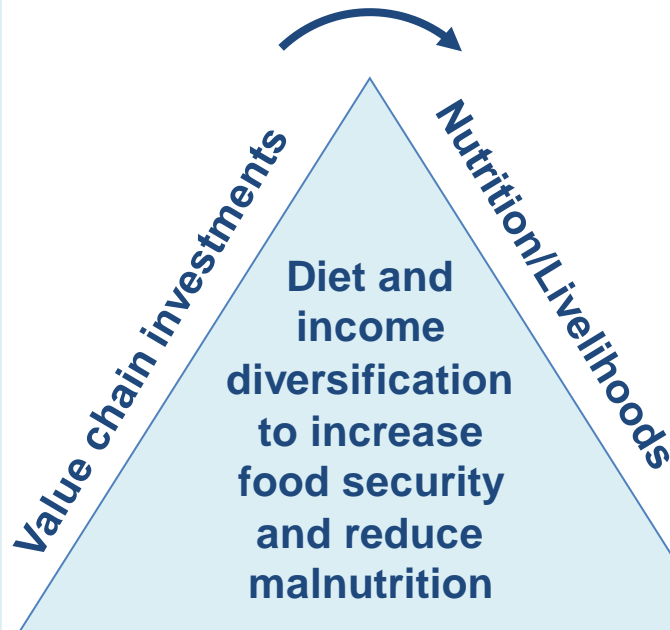 Value chain investments
Nutrition/Livelihoods
Diet and
income
diversification
to increase
food security
and reduce
malnutrition